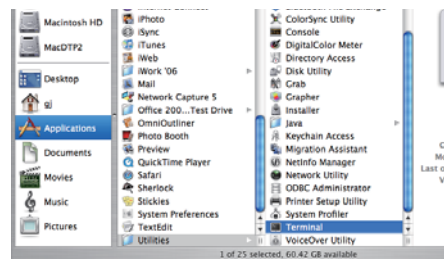 Macintosh HD
MacDTP2
Desktop
gj
Applications
Documents
Movies
Music
Pictures
iPhoto
iSync
iTunes
iWeb
iWork '06
Mail
Network Capture 5
Office 200...Test Drive
OmniOutliner
Photo Booth
Preview
QuickTime Player
Safari
Sherlock
Stickies
System Preferences
TextEdit
Utilities
ColorSync Utility
Console
DigitalColor Meter
Directory Access
Disk Utility
Grab
Grapher
Installer
Java
Keychain Access
Migration Assistant
NetInfo Manager
Network Utility
ODBC Administrator
Printer Setup Utility
System Profiler
Terminal
VoiceOver Utility
Last o
1 of 25 selected, 60.42 GB available